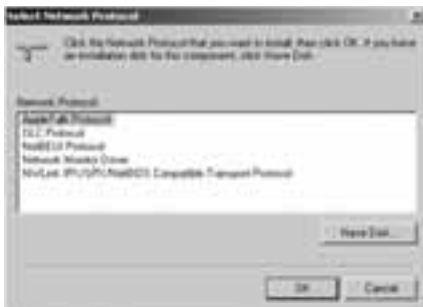 Select Network Protocol
Click the Network Protocol that you want to install, then click OK. If you have
an installation disk for this component, click Have Disk.
Network Protocol:
AppleTalk Protocol
DLC Protocol
NetBEUI Protocol
Network Monitor Driver
NWLink IPX/SPX/NetBIOS Compatible Transport Protocol
Have Disk...
OK
Cancel